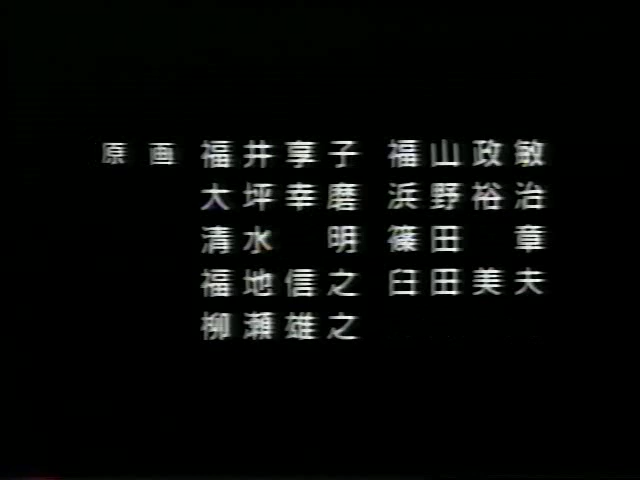 原画 福井享子 福山政敏
大坪幸磨 浜野裕治
清水 明 篠田 章
福地信之 臼田美夫
柳瀬雄之